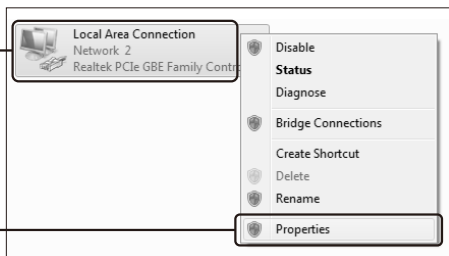 Local Area Connection
Network 2
Realtek PCIe GBE Family Contr
Disable
Status
Diagnose
Bridge Connections
Create Shortcut
Delete
Rename
Properties